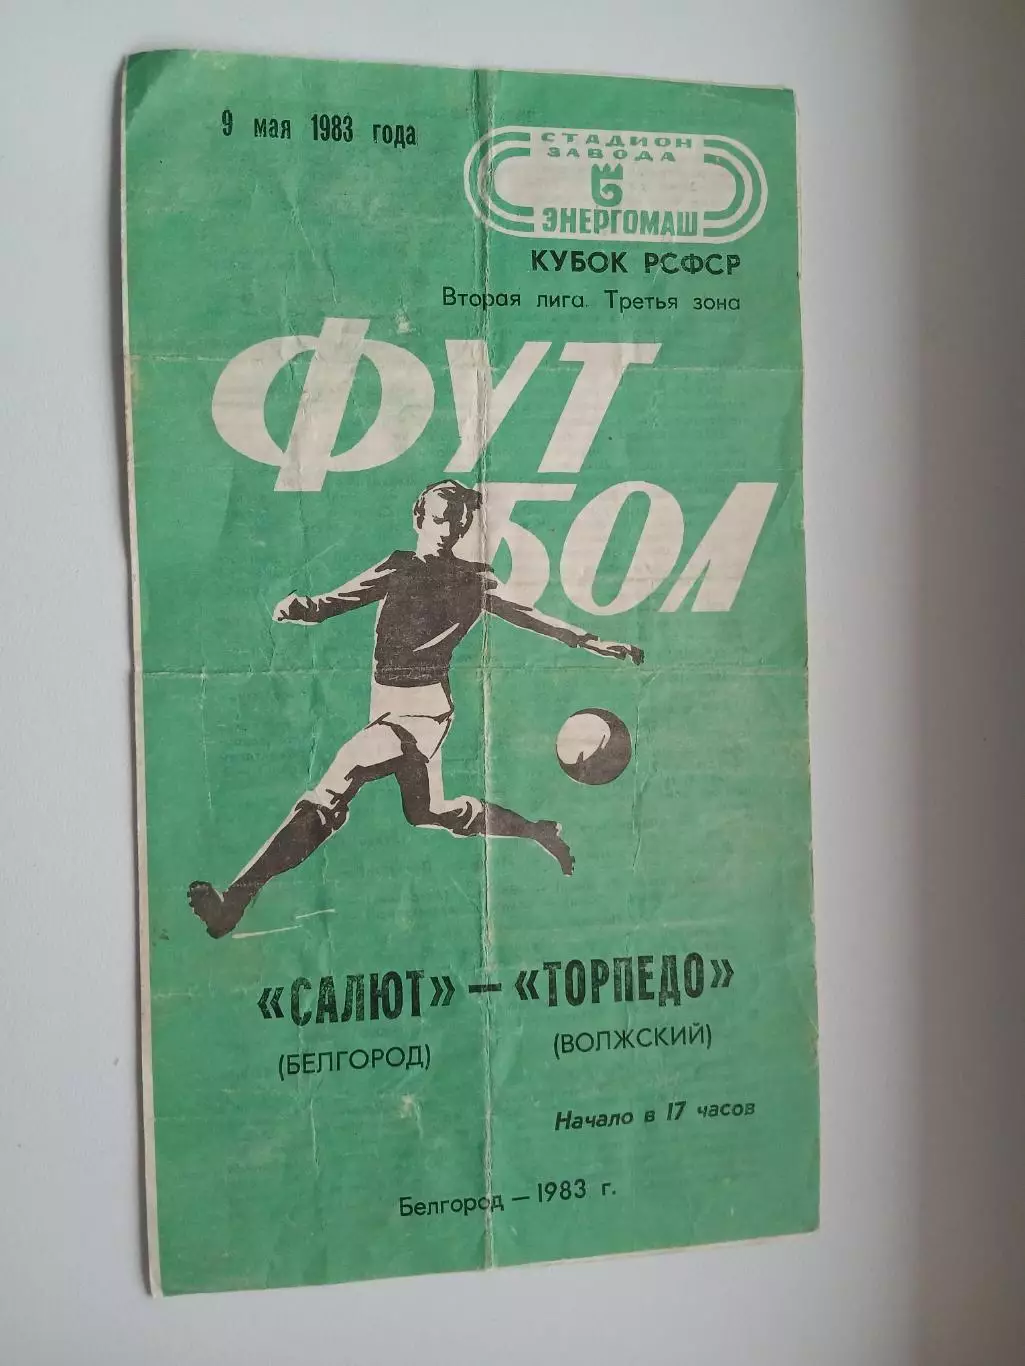 9 мая 1983 года
СТАДИОН
ЗАВОДА
ЭНЕРГОМАШ
КУБОК РСФСР
Вторая лига. Третья зона
ФУТ
БОЛ
«САЛЮТ» — «ТОРПЕДО»
(БЕЛГОРОД) (ВОЛЖСКИЙ)
Начало в 17 часов
Белгород — 1983 г.